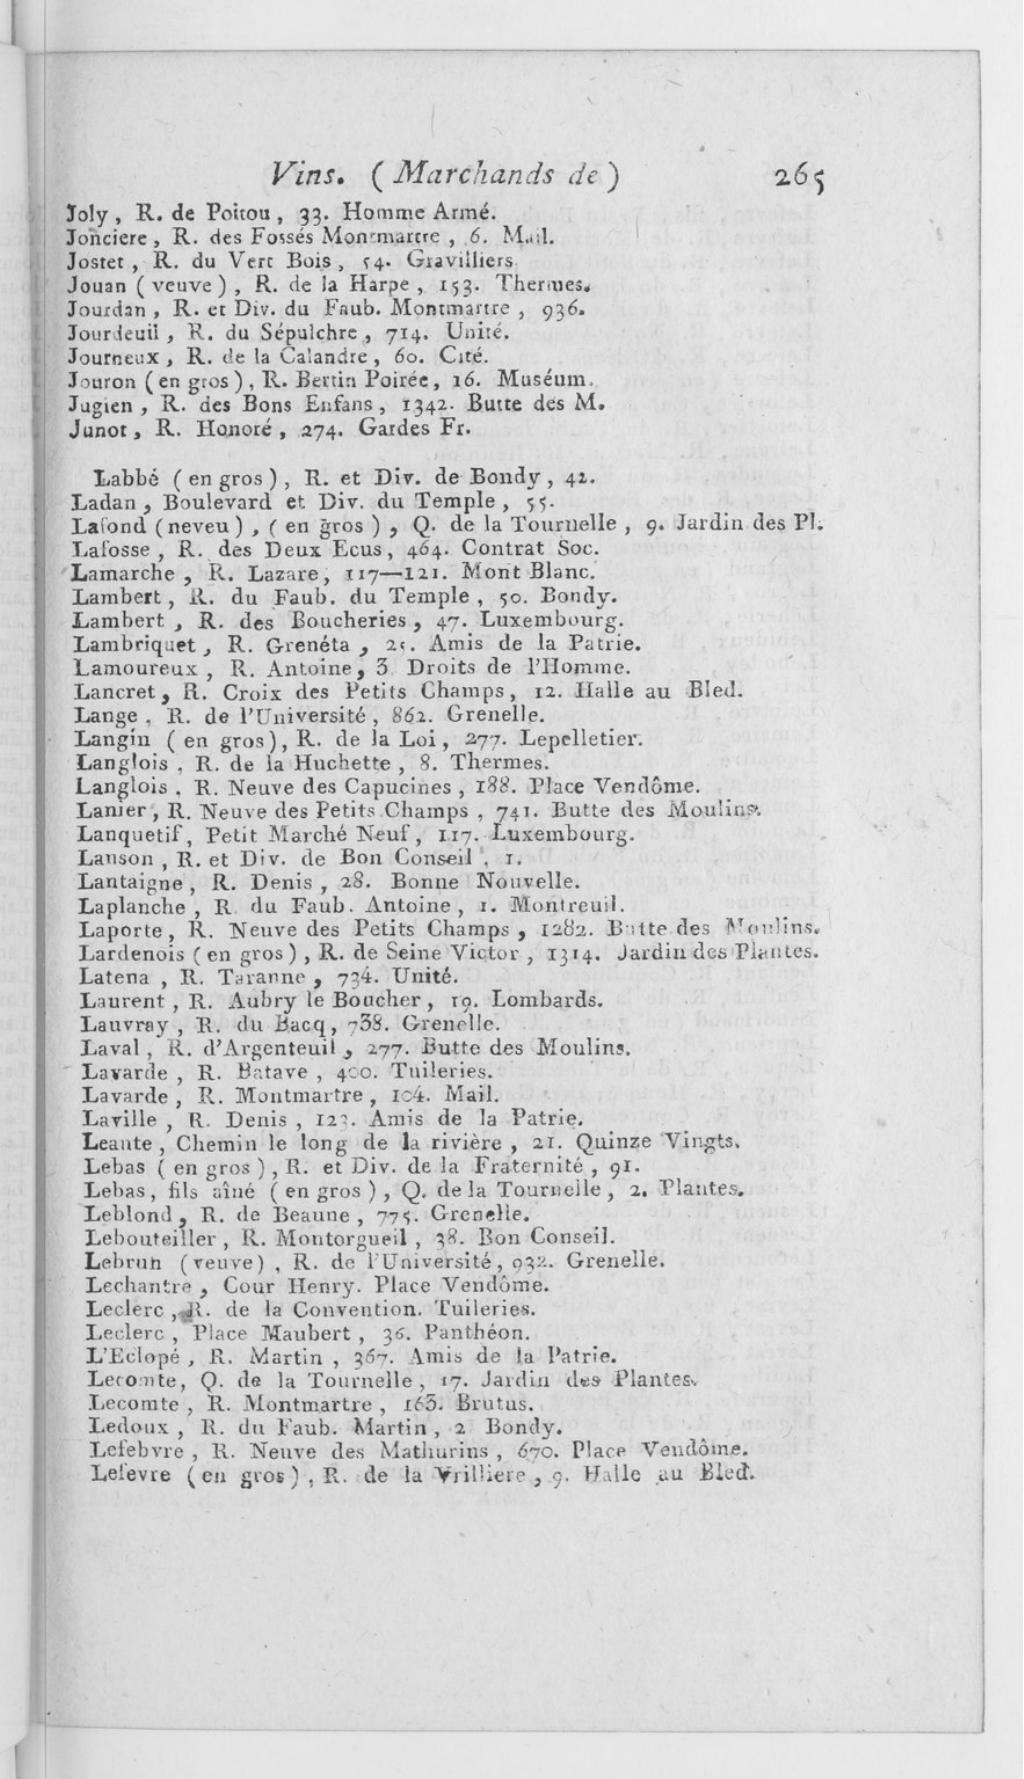 Vins. ( Marchands de ) 265
Joly, R. de Poitou, 33. Homme Armé.
Jonciere, R. des Fossés Montmartre, 6. Mail.
Jostet, R. du Vert Bois, 54. Gravilliers.
Jouan ( veuve ), R. de la Harpe, 153. Thermes.
Jourdan, R. et Div. du Faub. Montmartre, 936.
Jourdeuil, R. du Sépulchre, 714. Unité.
Journeux, R. de la Calandre, 60. Cité.
Jouron ( en gros ), R. Bertin Poirée, 16. Muséum.
Jugien, R. des Bons Enfans, 1342. Butte des M.
Junot, R. Honoré, 274. Gardes Fr.
Labbé ( en gros ), R. et Div. de Bondy, 42.
Ladan, Boulevard et Div. du Temple, 55.
Lafond ( neveu ), ( en gros ), Q. de la Tournelle, 9. Jardin des Pl.
Lafosse, R. des Deux Ecus, 464. Contrat Soc.
Lamarche, R. Lazare, 117—121. Mont Blanc.
Lambert, R. du Faub. du Temple, 50. Bondy.
Lambert, R. des Boucheries, 47. Luxembourg.
Lambriquet, R. Grenéta, 25. Amis de la Patrie.
Lamoureux, R. Antoine, 3. Droits de l'Homme.
Lancret, R. Croix des Petits Champs, 12. Halle au Bled.
Lange, R. de l'Université, 862. Grenelle.
Langin ( en gros ), R. de la Loi, 277. Lepelletier.
Langlois, R. de la Huchette, 8. Thermes.
Langlois, R. Neuve des Capucines, 188. Place Vendôme.
Lanier, R. Neuve des Petits Champs, 741. Butte des Moulins.
Lanquetif, Petit Marché Neuf, 117. Luxembourg.
Lanson, R. et Div. de Bon Conseil, 1.
Lantaigne, R. Denis, 28. Bonne Nouvelle.
Laplanche, R. du Faub. Antoine, 1. Montreuil.
Laporte, R. Neuve des Petits Champs, 1282. Butte des Moulins.
Lardenois ( en gros ), R. de Seine Victor, 1314. Jardin des Plantes.
Latena, R. Taranne, 734. Unité.
Laurent, R. Aubry le Boucher, 19. Lombards.
Lauvray, R. du Bacq, 738. Grenelle.
Laval, R. d'Argenteuil, 277. Butte des Moulins.
Lavarde, R. Batave, 400. Tuileries.
Lavarde, R. Montmartre, 104. Mail.
Laville, R. Denis, 123. Amis de la Patrie.
Leante, Chemin le long de la rivière, 21. Quinze Vingts.
Lebas ( en gros ), R. et Div. de la Fraternité, 91.
Lebas, fils aîné ( en gros ), Q. de la Tournelle, 2. Plantes.
Leblond, R. de Beaune, 775. Grenelle.
Lebouteiller, R. Montorgueil, 38. Bon Conseil.
Lebrun ( veuve ), R. de l'Université, 932. Grenelle.
Lechantre, Cour Henry. Place Vendôme.
Leclerc, R. de la Convention. Tuileries.
Leclerc, Place Maubert, 36. Panthéon.
L'Eclopé, R. Martin, 367. Amis de la Patrie.
Lecomte, Q. de la Tournelle, 17. Jardin des Plantes.
Lecomte, R. Montmartre, 163. Brutus.
Ledoux, R. du Faub. Martin, 2 Bondy.
Lefebvre, R. Neuve des Mathurins, 670. Place Vendôme.
Lefevre ( en gros ), R. de la Vrilliere, 9. Halle au Bled.